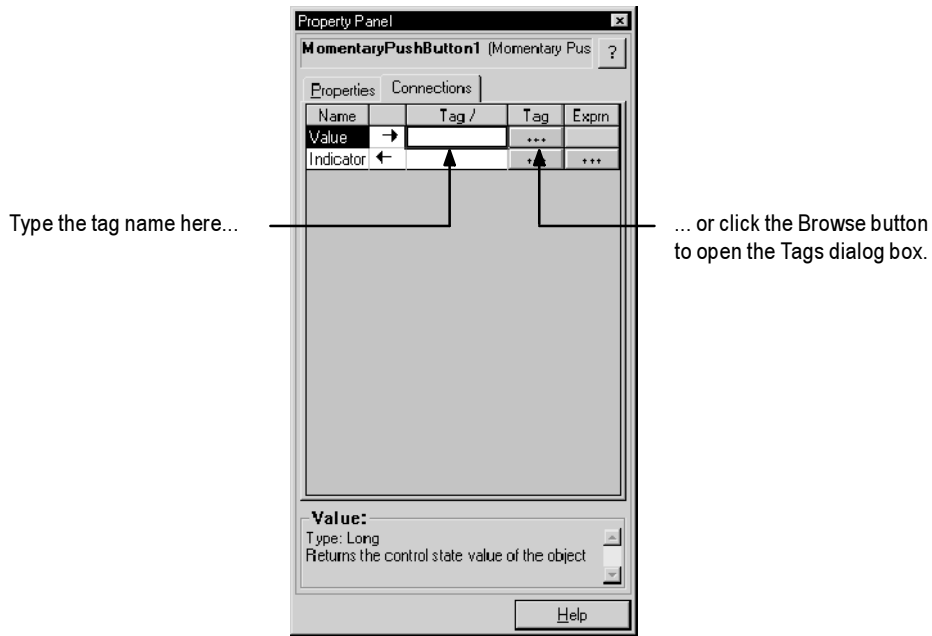 Property Panel
MomentaryPushButton1 (Momentary Pus
?
Properties Connections
Name Tag / Tag Exprn
Value → ...
Indicator ← ... ...
Type the tag name here...
... or click the Browse button
to open the Tags dialog box.
Value:
Type: Long
Returns the control state value of the object
Help